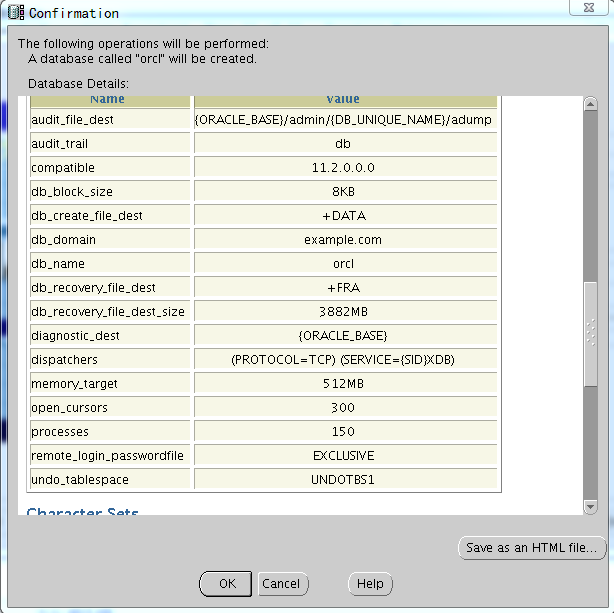 Confirmation
The following operations will be performed:
A database called "orcl" will be created.
Database Details:
Name Value
audit_file_dest {ORACLE_BASE}/admin/{DB_UNIQUE_NAME}/adump
audit_trail db
compatible 11.2.0.0.0
db_block_size 8KB
db_create_file_dest +DATA
db_domain example.com
db_name orcl
db_recovery_file_dest +FRA
db_recovery_file_dest_size 3882MB
diagnostic_dest {ORACLE_BASE}
dispatchers (PROTOCOL=TCP) (SERVICE={SID}XDB)
memory_target 512MB
open_cursors 300
processes 150
remote_login_passwordfile EXCLUSIVE
undo_tablespace UNDOTBS1
Character Sets
Save as an HTML file...
OK Cancel Help